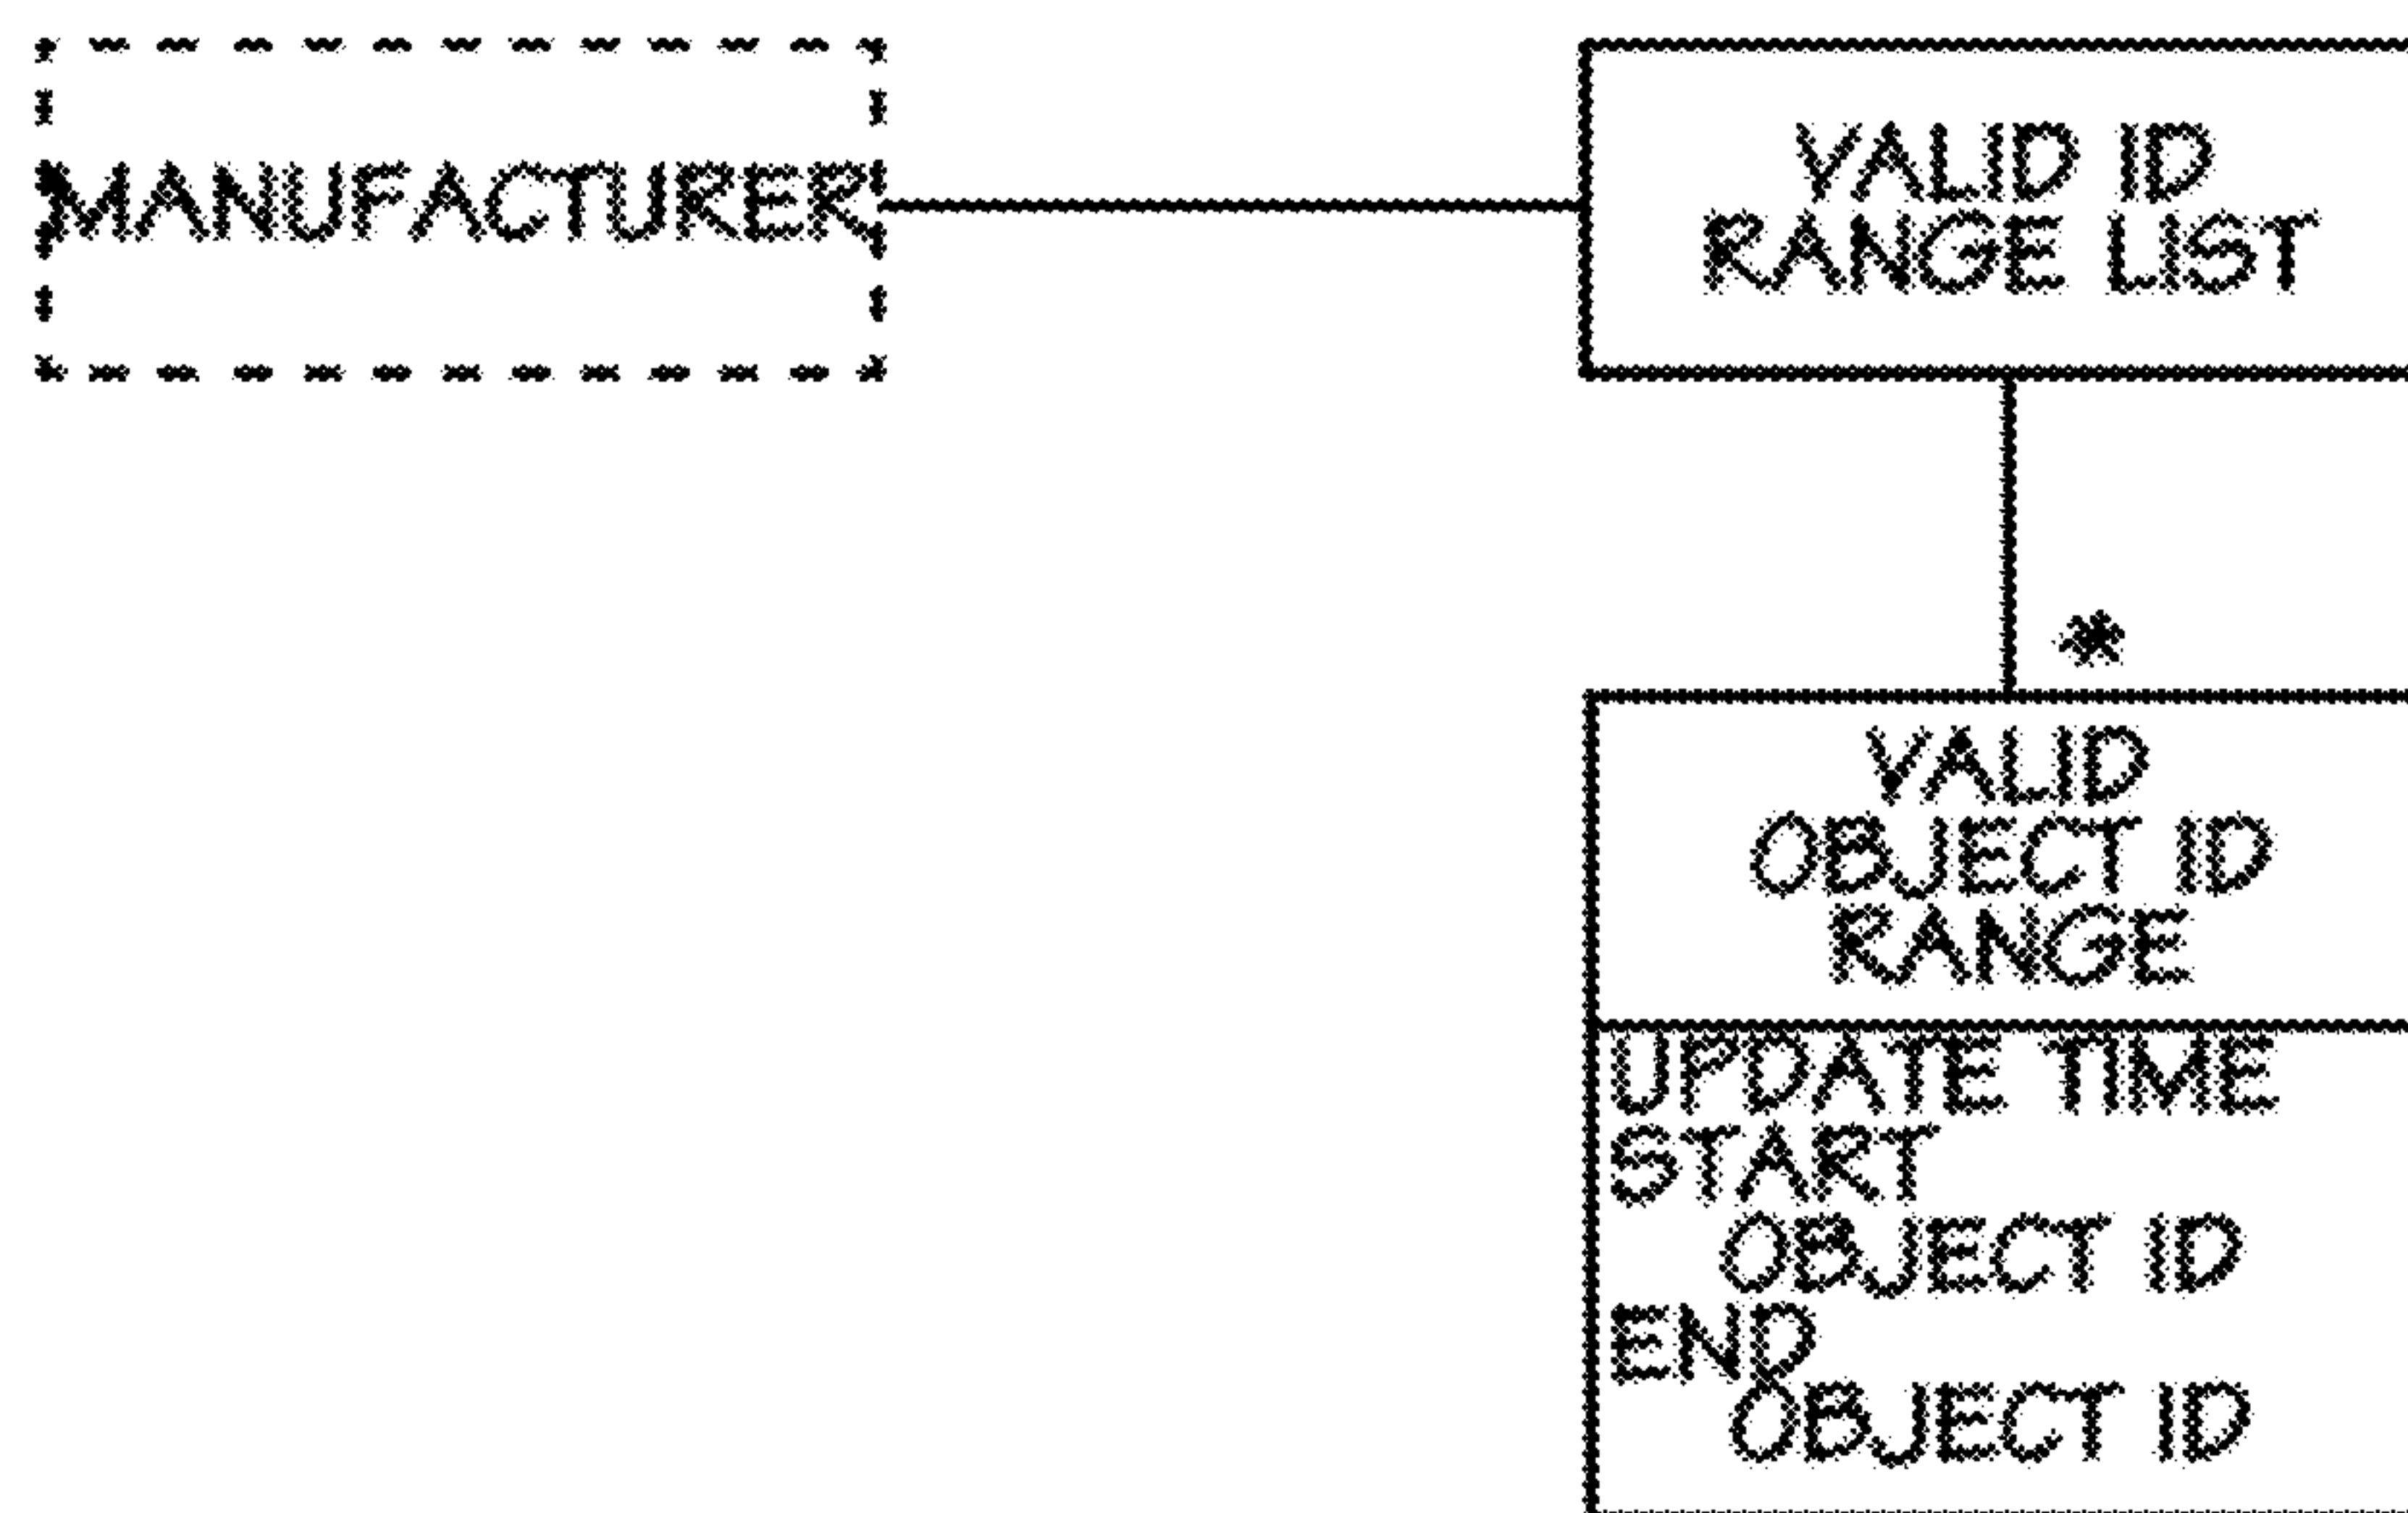 MANUFACTURER
VALID ID
RANGE LIST
*
VALID
OBJECT ID
RANGE
UPDATE TIME
START
OBJECT ID
END
OBJECT ID